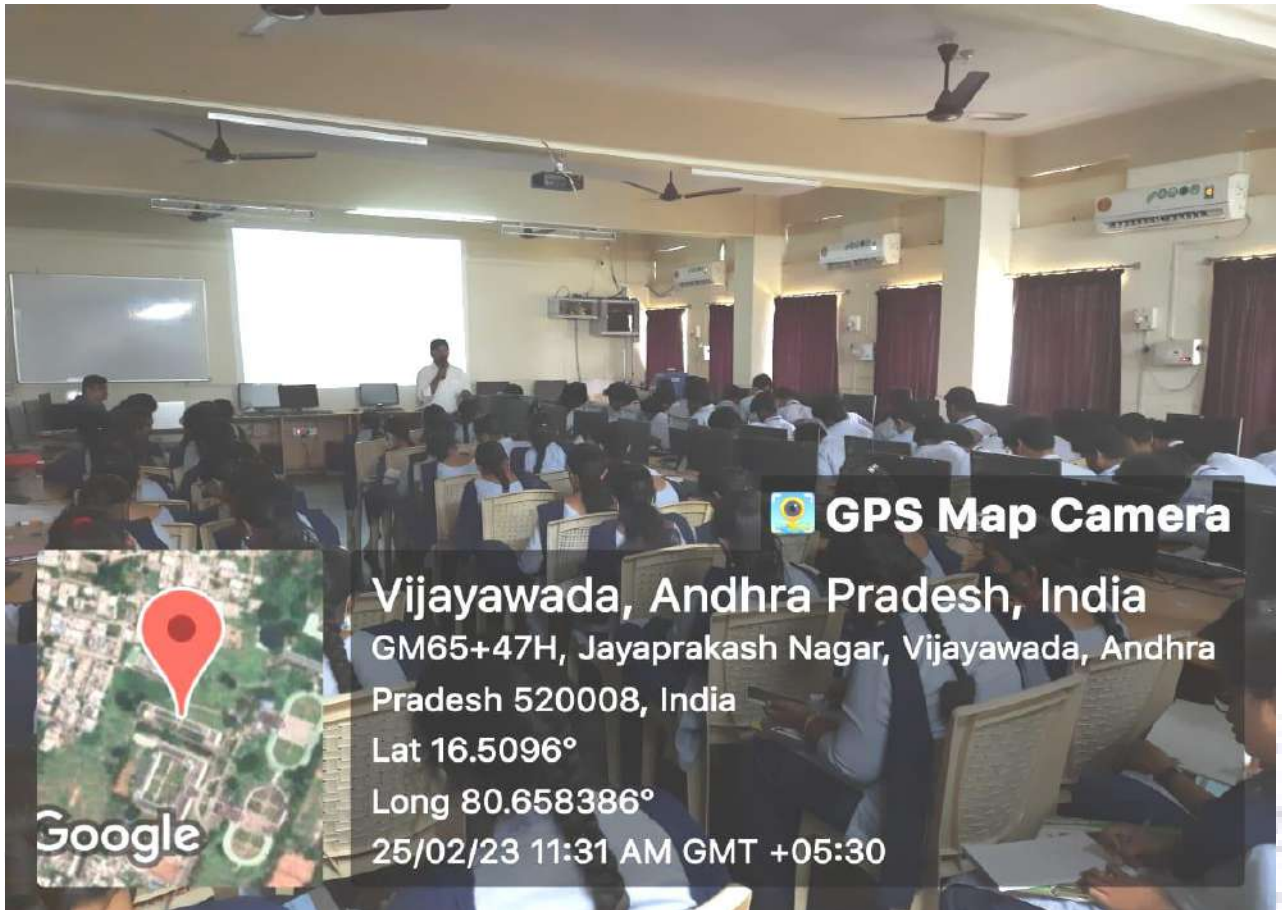 GPS Map Camera
Vijayawada, Andhra Pradesh, India
GM65+47H, Jayaprakash Nagar, Vijayawada, Andhra
Pradesh 520008, India
Lat 16.5096°
Long 80.658386°
25/02/23 11:31 AM GMT +05:30
Google